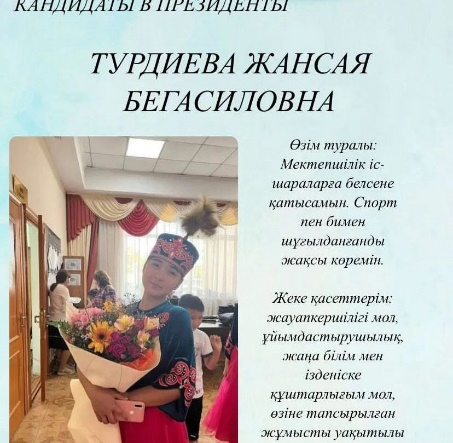 КАНДИДАТЫ В ПРЕЗИДЕНТЫ
ТУРДИЕВА ЖАНСАЯ
БЕГАСИЛОВНА
Өзім туралы:
Мектепшілік іс-
шараларға белсене
қатысамын. Спорт
пен бимен
шұғылданғанды
жақсы көремін.
Жеке қасеттерім:
жауапкершілігі мол,
ұйымдастырушылық,
жаңа білім мен
ізденіске
құштарлығым мол,
өзіне тапсырылған
жұмысты уақытылы